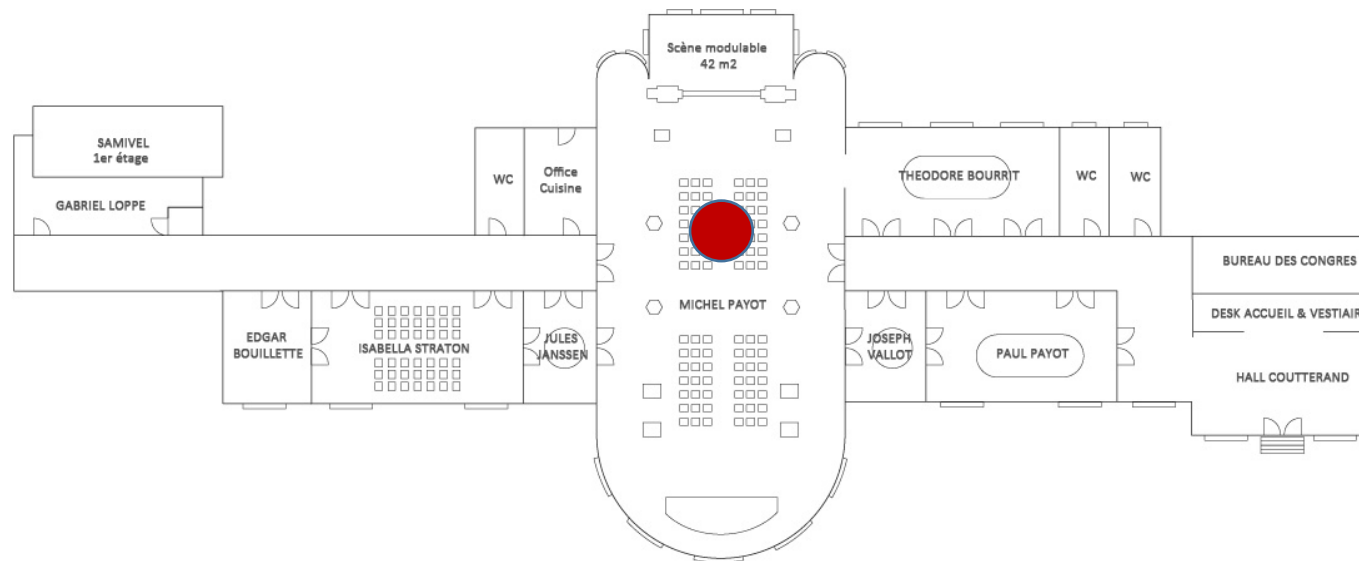 Scène modulable
42 m2
SAMIVEL
1er étage
GABRIEL LOPPE
WC
Office
Cuisine
THEODORE BOURRIT
WC
WC
BUREAU DES CONGRES
DESK ACCUEIL & VESTIAIR
HALL COUTTERAND
EDGAR
BOUILLETTE
ISABELLA STRATON
JULES
JANSSEN
MICHEL PAYOT
JOSEPH
VALLOT
PAUL PAYOT